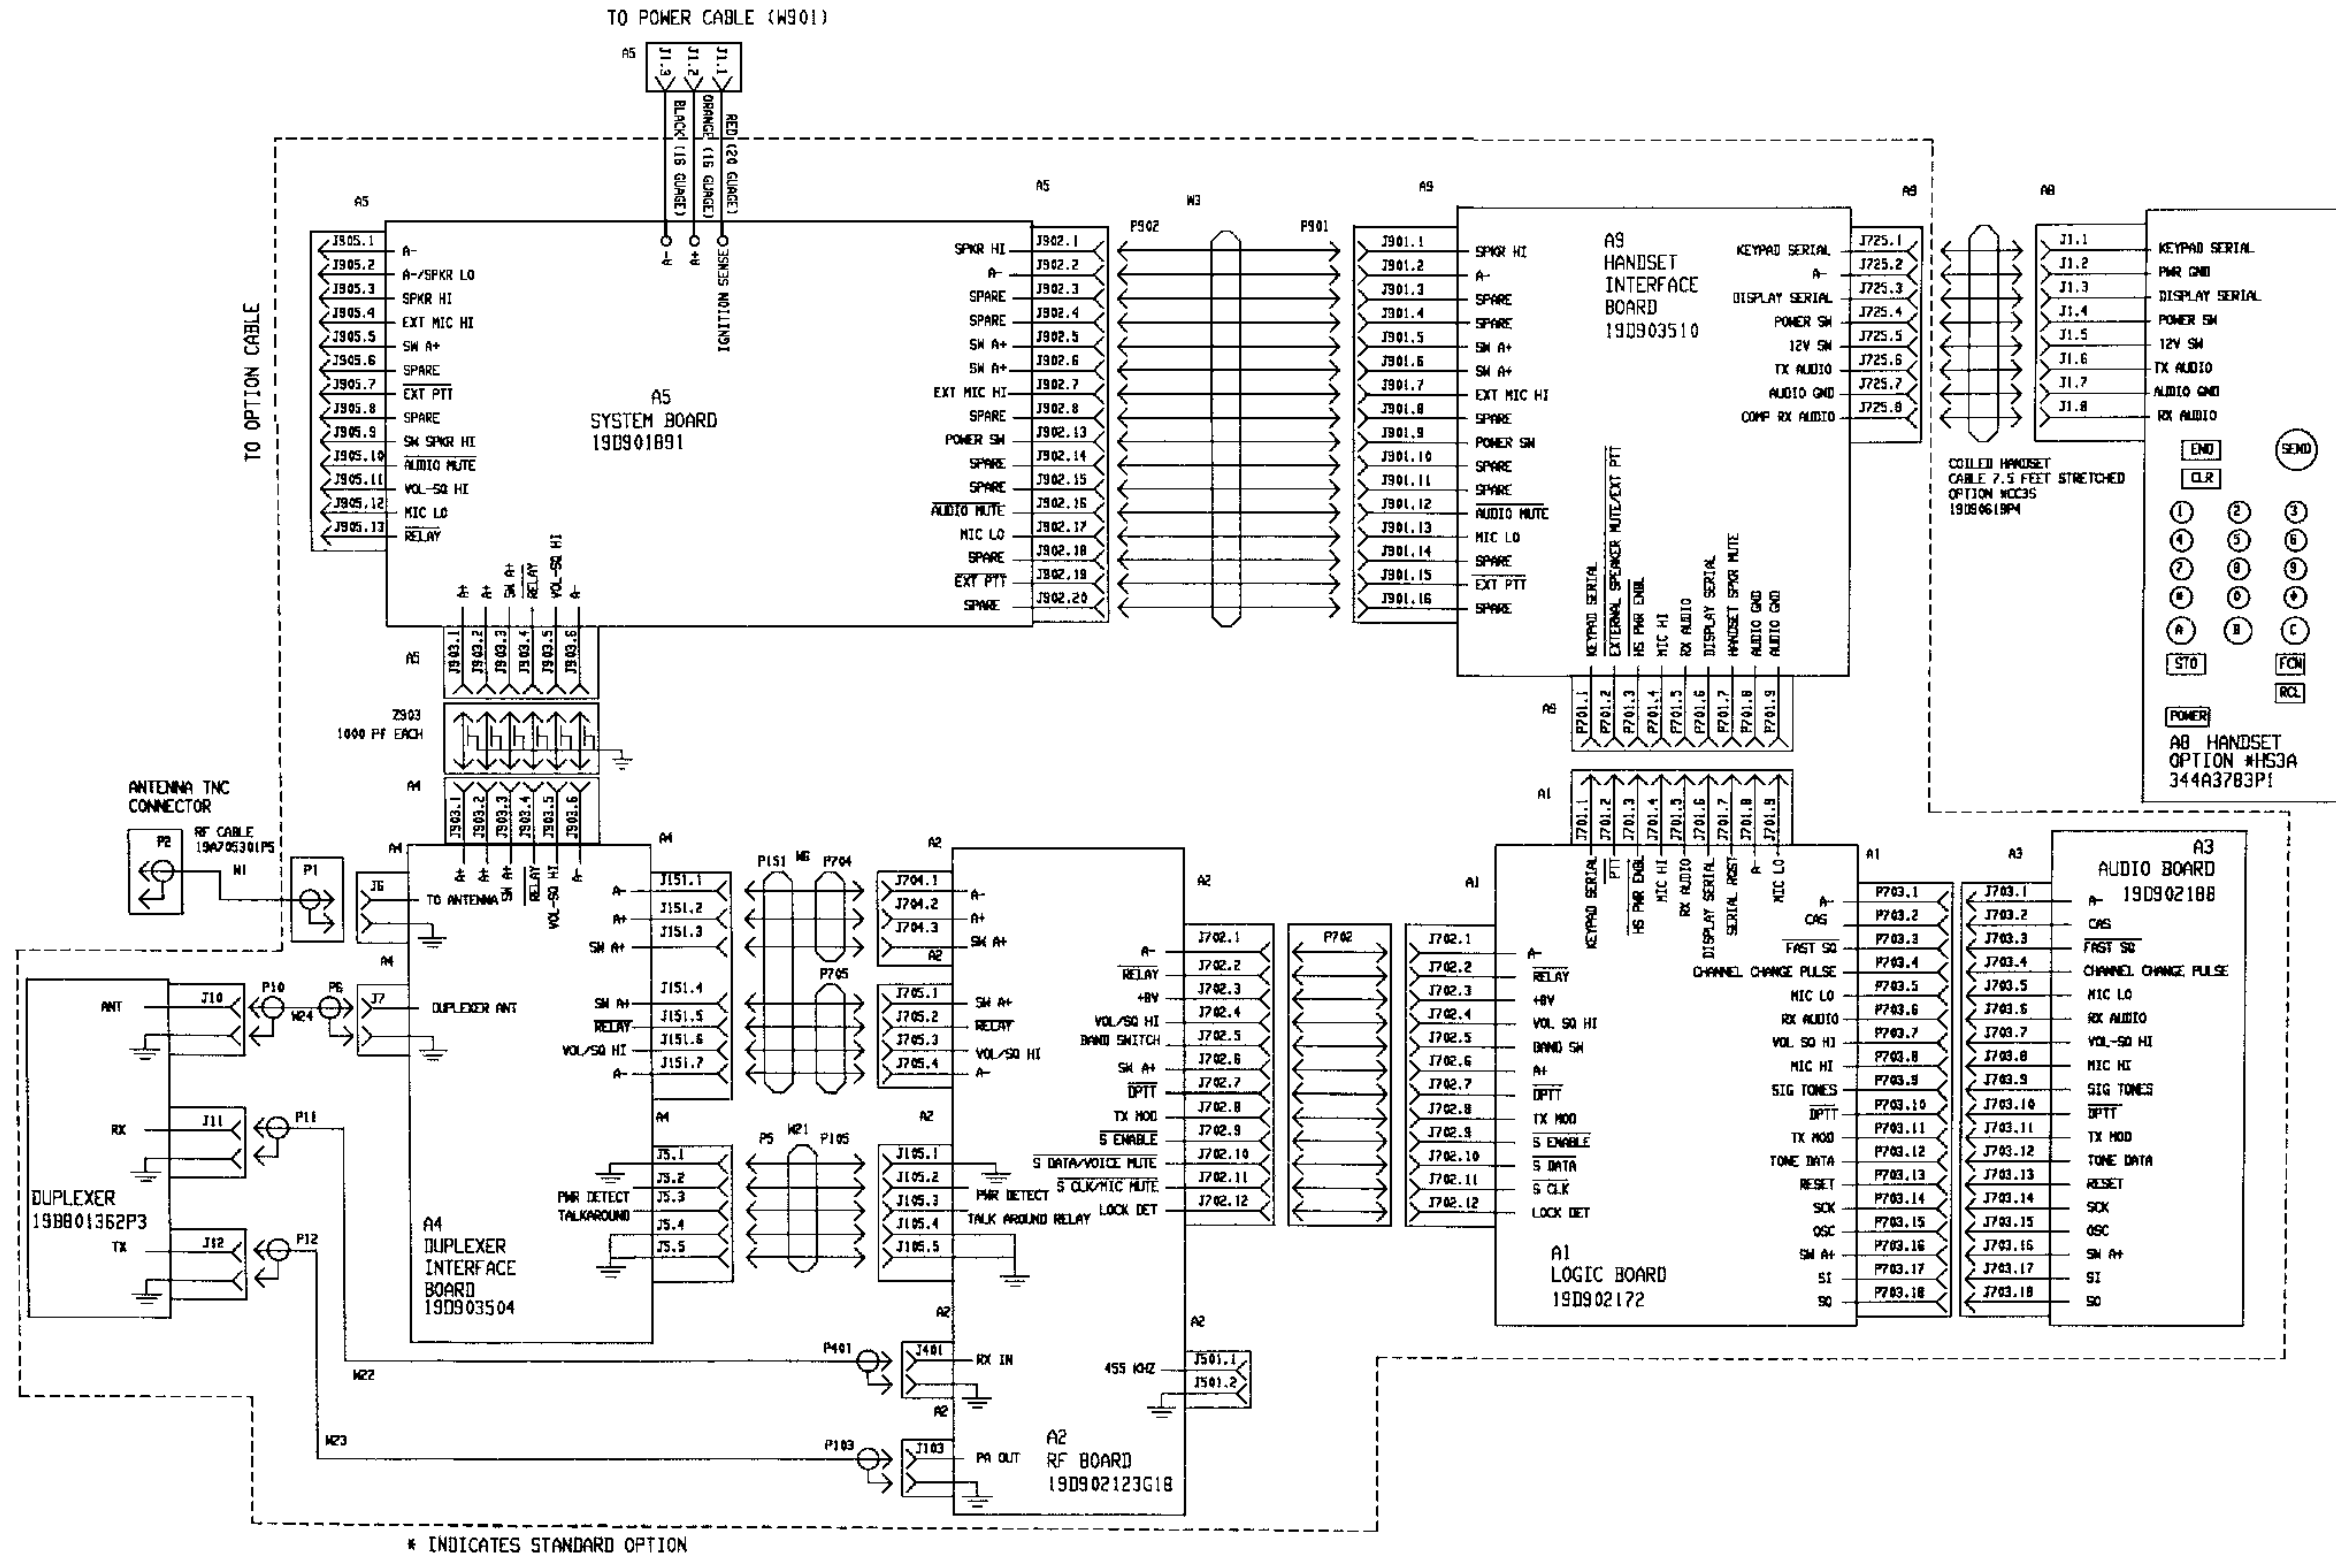 TO POWER CABLE (W901)
A5
J1.3
J1.2
J1.1
BLACK (16 GUAGE)
ORANGE (16 GUAGE)
RED (20 GUAGE)
A-
A+
IGNITION SENSE
TO OPTION CABLE
A5
J905.1 A-
J905.2 A-/SPKR LO
J905.3 SPKR HI
J905.4 EXT MIC HI
J905.5 SW A+
J905.6 SPARE
J905.7 EXT PTT
J905.8 SPARE
J905.9 SW SPKR HI
J905.10 AUDIO MUTE
J905.11 VOL-SQ HI
J905.12 MIC LO
J905.13 RELAY
A5
SYSTEM BOARD
19D901891
A5
SPKR HI J902.1
A- J902.2
SPARE J902.3
SPARE J902.4
SW A+ J902.5
SW A+ J902.6
EXT MIC HI J902.7
SPARE J902.8
POWER SW J902.13
SPARE J902.14
SPARE J902.15
AUDIO MUTE J902.16
MIC LO J902.17
SPARE J902.18
EXT PTT J902.19
SPARE J902.20
W3
P902
P901
A9
J901.1 SPKR HI
J901.2 A-
J901.3 SPARE
J901.4 SPARE
J901.5 SW A+
J901.6 SW A+
J901.7 EXT MIC HI
J901.8 SPARE
J901.9 POWER SW
J901.10 SPARE
J901.11 SPARE
J901.12 AUDIO MUTE
J901.13 MIC LO
J901.14 SPARE
J901.15 EXT PTT
J901.16 SPARE
A9
HANDSET
INTERFACE
BOARD
19D903510
A9
KEYPAD SERIAL J725.1
A- J725.2
DISPLAY SERIAL J725.3
POWER SW J725.4
12V SW J725.5
TX AUDIO J725.6
AUDIO GND J725.7
COMP RX AUDIO J725.8
A8
J1.1 KEYPAD SERIAL
J1.2 PWR GND
J1.3 DISPLAY SERIAL
J1.4 POWER SW
J1.5 12V SW
J1.6 TX AUDIO
J1.7 AUDIO GND
J1.8 RX AUDIO
COILED HANDSET
CABLE 7.5 FEET STRETCHED
OPTION *CC3S
19B90619P4
END SEND
CLR
1 2 3
4 5 6
7 8 9
* 0 +
A B C
STO FCN
RCL
POWER
A8 HANDSET
OPTION *HS3A
344A3783P1
A+
A+
SW A+
RELAY
VOL-SQ HI
A-
A5
J903.1
J903.2
J903.3
J903.4
J903.5
J903.6
Z903
1000 PF EACH
A4
J903.1
J903.2
J903.3
J903.4
J903.5
J903.6
A+
A+
SW A+
RELAY
VOL-SQ HI
A-
KEYPAD SERIAL
EXTERNAL SPEAKER MUTE/EXT PTT
HS PWR ENBL
MIC HI
RX AUDIO
DISPLAY SERIAL
HANDSET SPKR MUTE
AUDIO GND
AUDIO GND
A9
P701.1
P701.2
P701.3
P701.4
P701.5
P701.6
P701.7
P701.8
P701.9
A1
J701.1
J701.2
J701.3
J701.4
J701.5
J701.6
J701.7
J701.8
J701.9
KEYPAD SERIAL
PTT
HS PWR ENBL
MIC HI
RX AUDIO
DISPLAY SERIAL
SERIAL RQST
A-
MIC LO
ANTENNA TNC
CONNECTOR
P2
RF CABLE
19A705301P5
W1
P1
A4
J6 TO ANTENNA
A4
J7 DUPLEXER ANT
ANT J10 P10 W24 P6
RX J11 P11
TX J12 P12
DUPLEXER
19B801362P3
A4
DUPLEXER
INTERFACE
BOARD
19D903504
A4
A- J151.1
A+ J151.2
SW A+ J151.3
SW A+ J151.4
RELAY J151.5
VOL/SQ HI J151.6
A- J151.7
P151 W6 P704
P705
A2
J704.1 A-
J704.2 A+
J704.3 SW A+
A2
J705.1 SW A+
J705.2 RELAY
J705.3 VOL/SQ HI
J705.4 A-
A4
J5.1
J5.2
PWR DETECT J5.3
TALKAROUND
J5.4
J5.5
P5 W21 P105
A2
J105.1
J105.2
J105.3 PWR DETECT
J105.4 TALK AROUND RELAY
J105.5
A2
P401 J401 RX IN
W22
A2
P103 J103 PA OUT
W23
A2
RF BOARD
19D902123G18
A2
455 KHZ J501.1
J501.2
A2
A- J702.1
RELAY J702.2
+8V J702.3
VOL/SQ HI J702.4
BAND SWITCH J702.5
SW A+ J702.6
DPTT J702.7
TX MOD J702.8
S ENABLE J702.9
S DATA/VOICE MUTE J702.10
S CLK/MIC MUTE J702.11
LOCK DET J702.12
P702
A1
J702.1 A-
J702.2 RELAY
J702.3 +8V
J702.4 VOL SQ HI
J702.5 BAND SW
J702.6 A+
J702.7 DPTT
J702.8 TX MOD
J702.9 S ENABLE
J702.10 S DATA
J702.11 S CLK
J702.12 LOCK DET
A1
LOGIC BOARD
19D902172
A1
A- P703.1
CAS P703.2
FAST SQ P703.3
CHANNEL CHANGE PULSE P703.4
MIC LO P703.5
RX AUDIO P703.6
VOL SQ HI P703.7
MIC HI P703.8
SIG TONES P703.9
DPTT P703.10
TX MOD P703.11
TONE DATA P703.12
RESET P703.13
SCK P703.14
OSC P703.15
SW A+ P703.16
SI P703.17
SO P703.18
A3
A3
AUDIO BOARD
19D902188
J703.1 A-
J703.2 CAS
J703.3 FAST SQ
J703.4 CHANNEL CHANGE PULSE
J703.5 MIC LO
J703.6 RX AUDIO
J703.7 VOL-SQ HI
J703.8 MIC HI
J703.9 SIG TONES
J703.10 DPTT
J703.11 TX MOD
J703.12 TONE DATA
J703.13 RESET
J703.14 SCK
J703.15 OSC
J703.16 SW A+
J703.17 SI
J703.18 SO
* INDICATES STANDARD OPTION